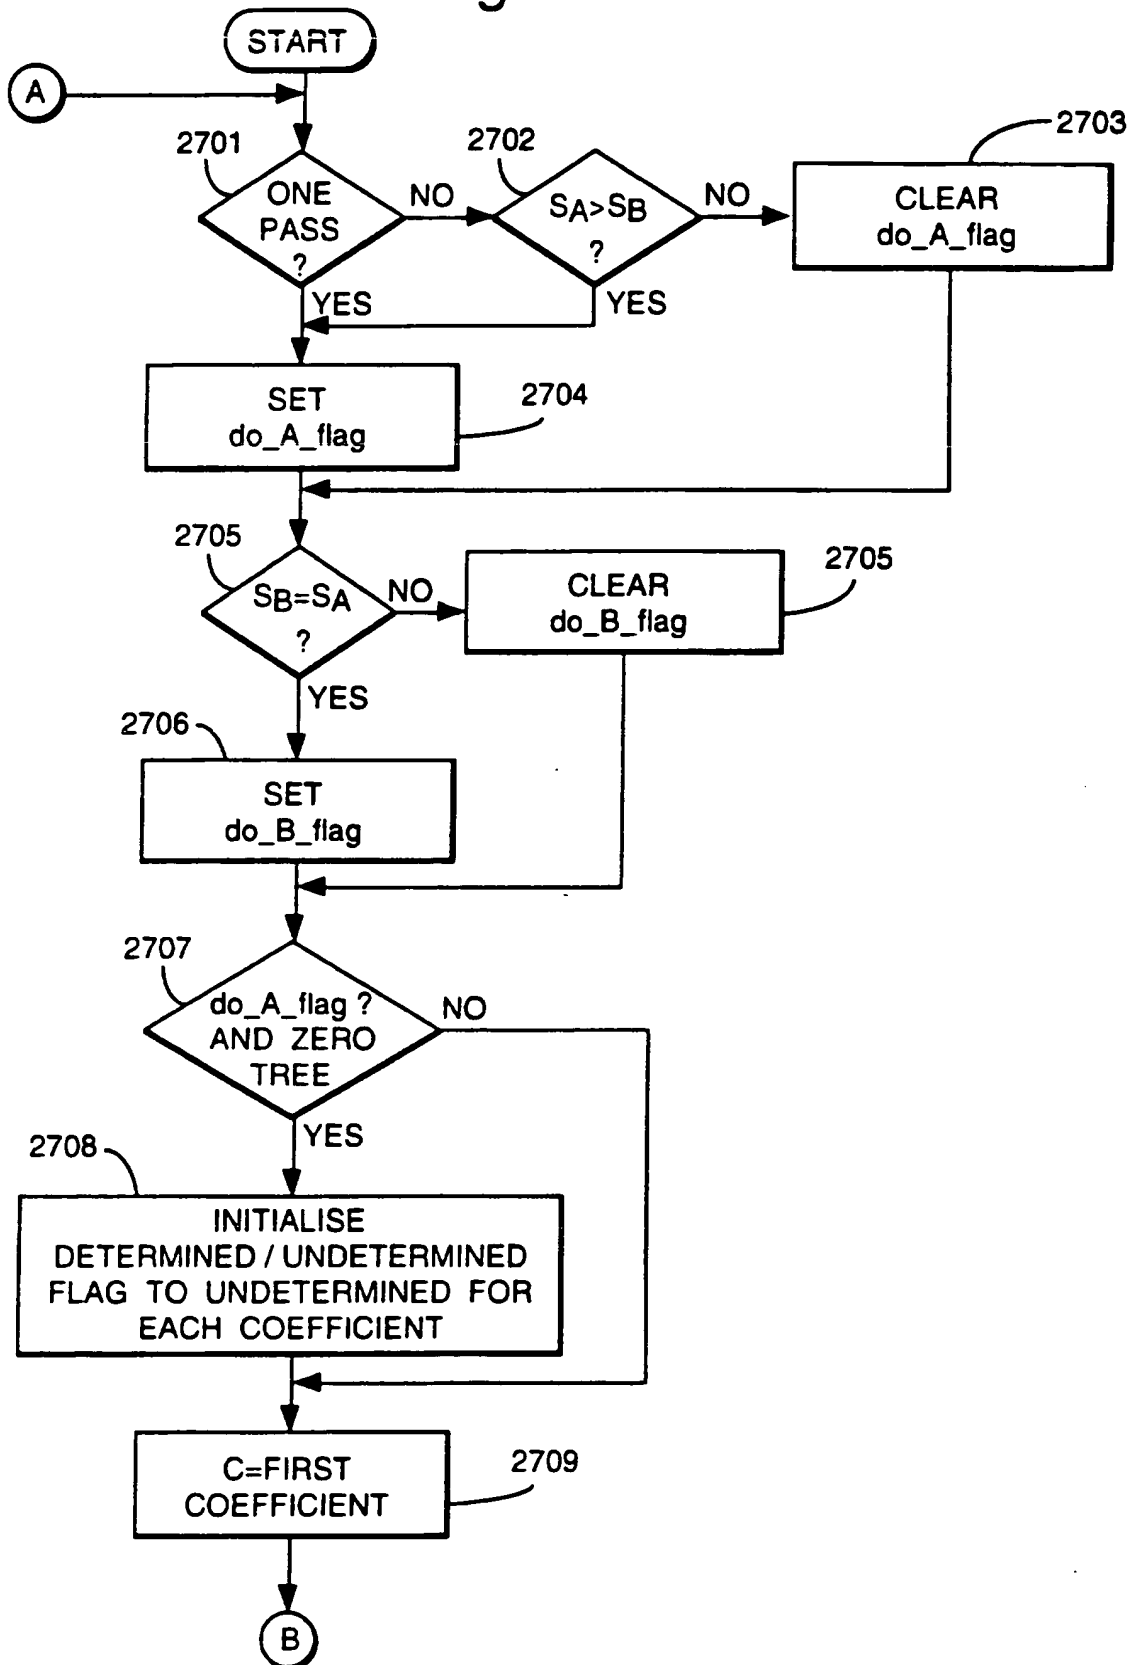 START
A
2701
2702
2703
ONE
PASS
?
NO
SA>SB
?
NO
CLEAR
do_A_flag
YES
YES
SET
do_A_flag
2704
2705
SB=SA
?
NO
CLEAR
do_B_flag
2705
YES
2706
SET
do_B_flag
2707
do_A_flag ?
AND ZERO
TREE
NO
YES
2708
INITIALISE
DETERMINED / UNDETERMINED
FLAG TO UNDETERMINED FOR
EACH COEFFICIENT
C=FIRST
COEFFICIENT
2709
B